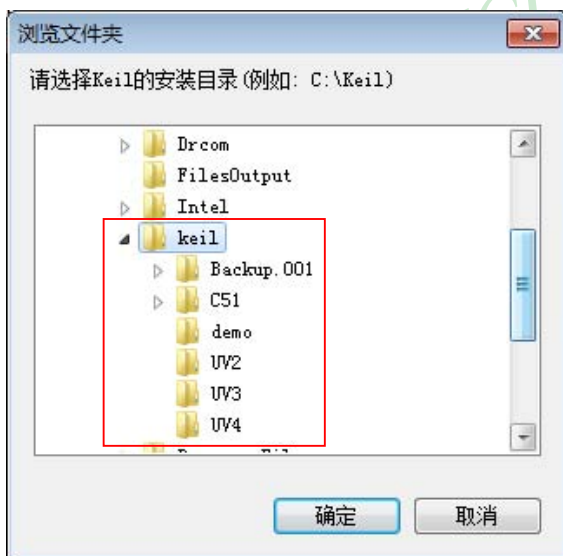 浏览文件夹
请选择Keil的安装目录(例如: C:\Keil)
Drcom
FilesOutput
Intel
keil
Backup.001
C51
demo
UV2
UV3
UV4
确定
取消